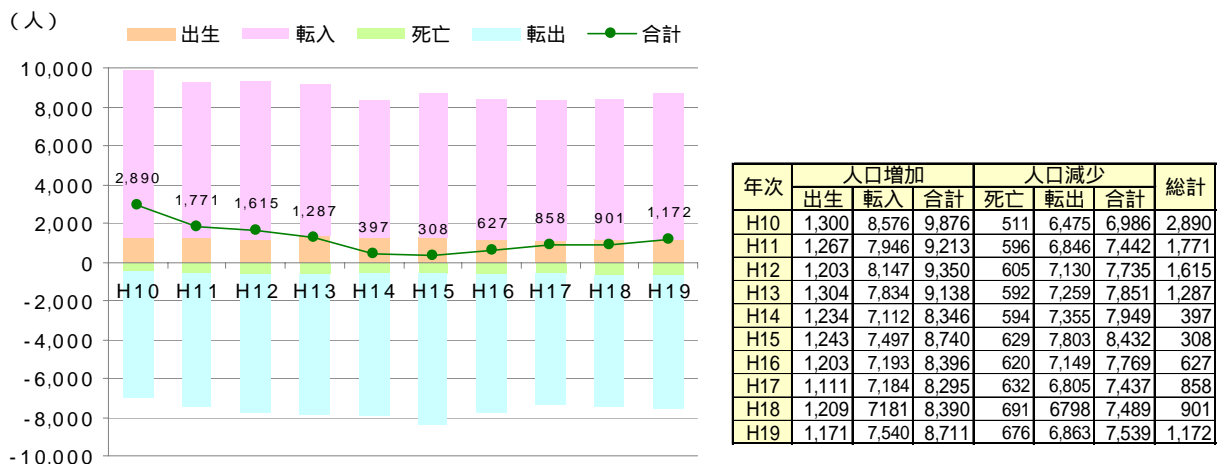 （人）
出生 転入 死亡 転出 合計
10,000
8,000
6,000
4,000
2,000
0
-2,000
-4,000
-6,000
-8,000
-10,000
2,890 1,771 1,615 1,287 397 308 627 858 901 1,172
H10 H11 H12 H13 H14 H15 H16 H17 H18 H19
年次 人口増加 人口減少 総計
出生 転入 合計 死亡 転出 合計
H10 1,300 8,576 9,876 511 6,475 6,986 2,890
H11 1,267 7,946 9,213 596 6,846 7,442 1,771
H12 1,203 8,147 9,350 605 7,130 7,735 1,615
H13 1,304 7,834 9,138 592 7,259 7,851 1,287
H14 1,234 7,112 8,346 594 7,355 7,949 397
H15 1,243 7,497 8,740 629 7,803 8,432 308
H16 1,203 7,193 8,396 620 7,149 7,769 627
H17 1,111 7,184 8,295 632 6,805 7,437 858
H18 1,209 7181 8,390 691 6798 7,489 901
H19 1,171 7,540 8,711 676 6,863 7,539 1,172